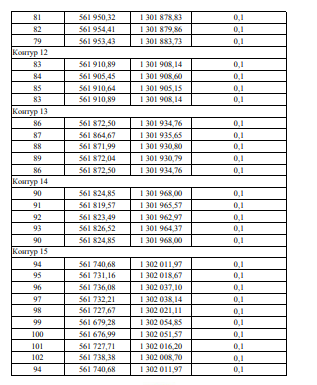 81 561 950,32 1 301 878,83 0,1
82 561 954,41 1 301 879,86 0,1
79 561 953,43 1 301 883,73 0,1
Контур 12
83 561 910,89 1 301 908,14 0,1
84 561 905,45 1 301 908,60 0,1
85 561 910,64 1 301 905,15 0,1
83 561 910,89 1 301 908,14 0,1
Контур 13
86 561 872,50 1 301 934,76 0,1
87 561 864,67 1 301 935,65 0,1
88 561 871,99 1 301 930,80 0,1
89 561 872,04 1 301 930,79 0,1
86 561 872,50 1 301 934,76 0,1
Контур 14
90 561 824,85 1 301 968,00 0,1
91 561 819,57 1 301 965,57 0,1
92 561 823,49 1 301 962,97 0,1
93 561 826,52 1 301 964,37 0,1
90 561 824,85 1 301 968,00 0,1
Контур 15
94 561 740,68 1 302 011,97 0,1
95 561 731,16 1 302 018,67 0,1
96 561 736,08 1 302 037,10 0,1
97 561 732,21 1 302 038,14 0,1
98 561 727,67 1 302 021,11 0,1
99 561 679,28 1 302 054,85 0,1
100 561 676,99 1 302 051,57 0,1
101 561 727,71 1 302 016,20 0,1
102 561 738,38 1 302 008,70 0,1
94 561 740,68 1 302 011,97 0,1